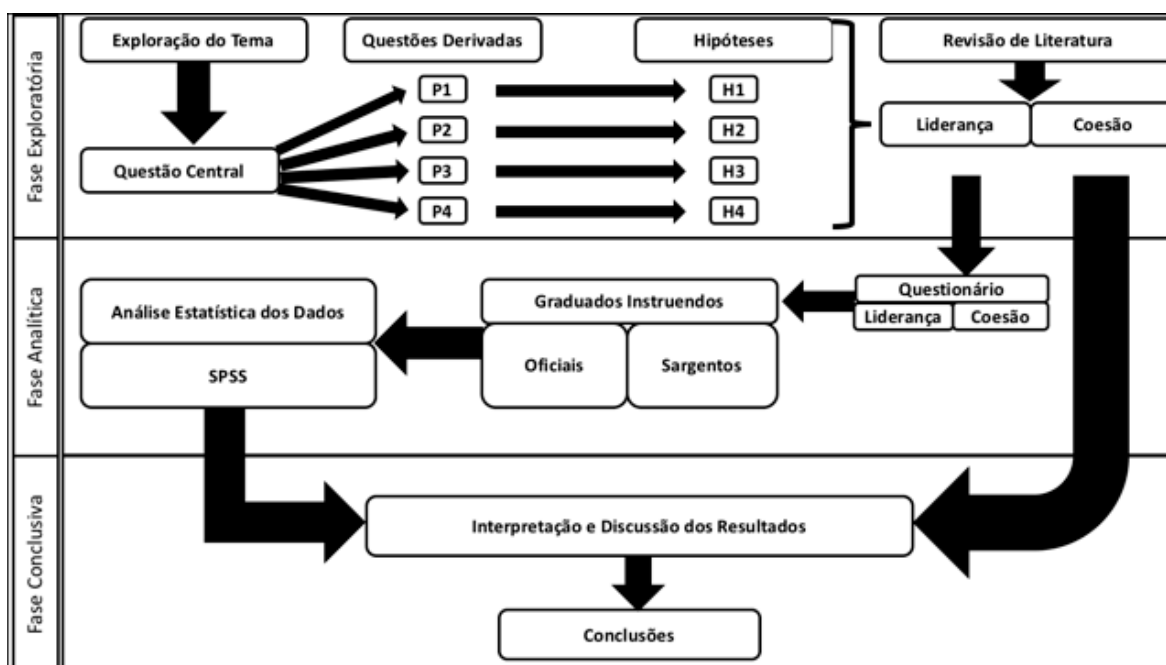 Fase Exploratória
Exploração do Tema
Questões Derivadas
Hipóteses
Revisão de Literatura
P1
H1
P2
H2
Liderança
Coesão
Questão Central
P3
H3
P4
H4
Fase Analítica
Questionário
Liderança
Coesão
Graduados Instruendos
Oficiais
Sargentos
Análise Estatística dos Dados
SPSS
Fase Conclusiva
Interpretação e Discussão dos Resultados
Conclusões